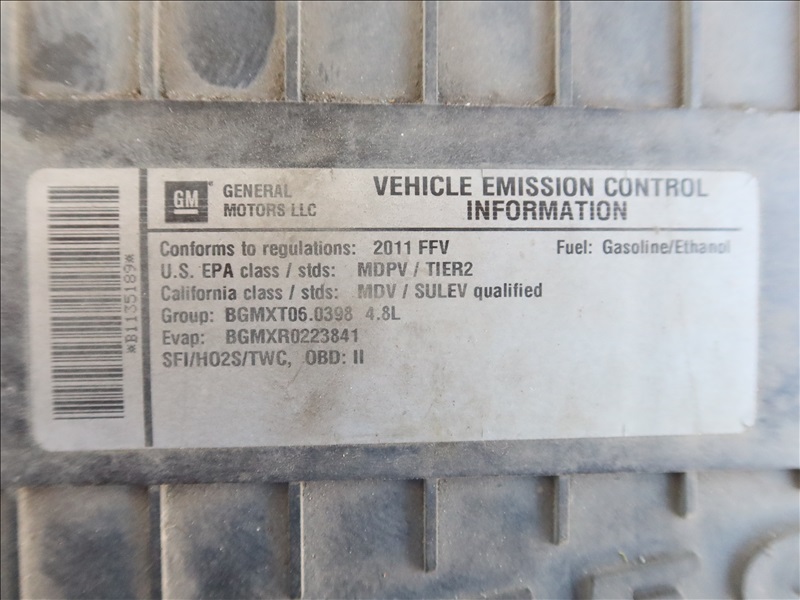 GM
GENERAL
MOTORS LLC
VEHICLE EMISSION CONTROL
INFORMATION
Conforms to regulations: 2011 FFV Fuel: Gasoline/Ethanol
U.S. EPA class / stds: MDPV / TIER2
California class / stds: MDV / SULEV qualified
Group: BGMXT06.0398 4.8L
Evap: BGMXR0223841
SFI/HO2S/TWC, OBD: II
*B1135189*